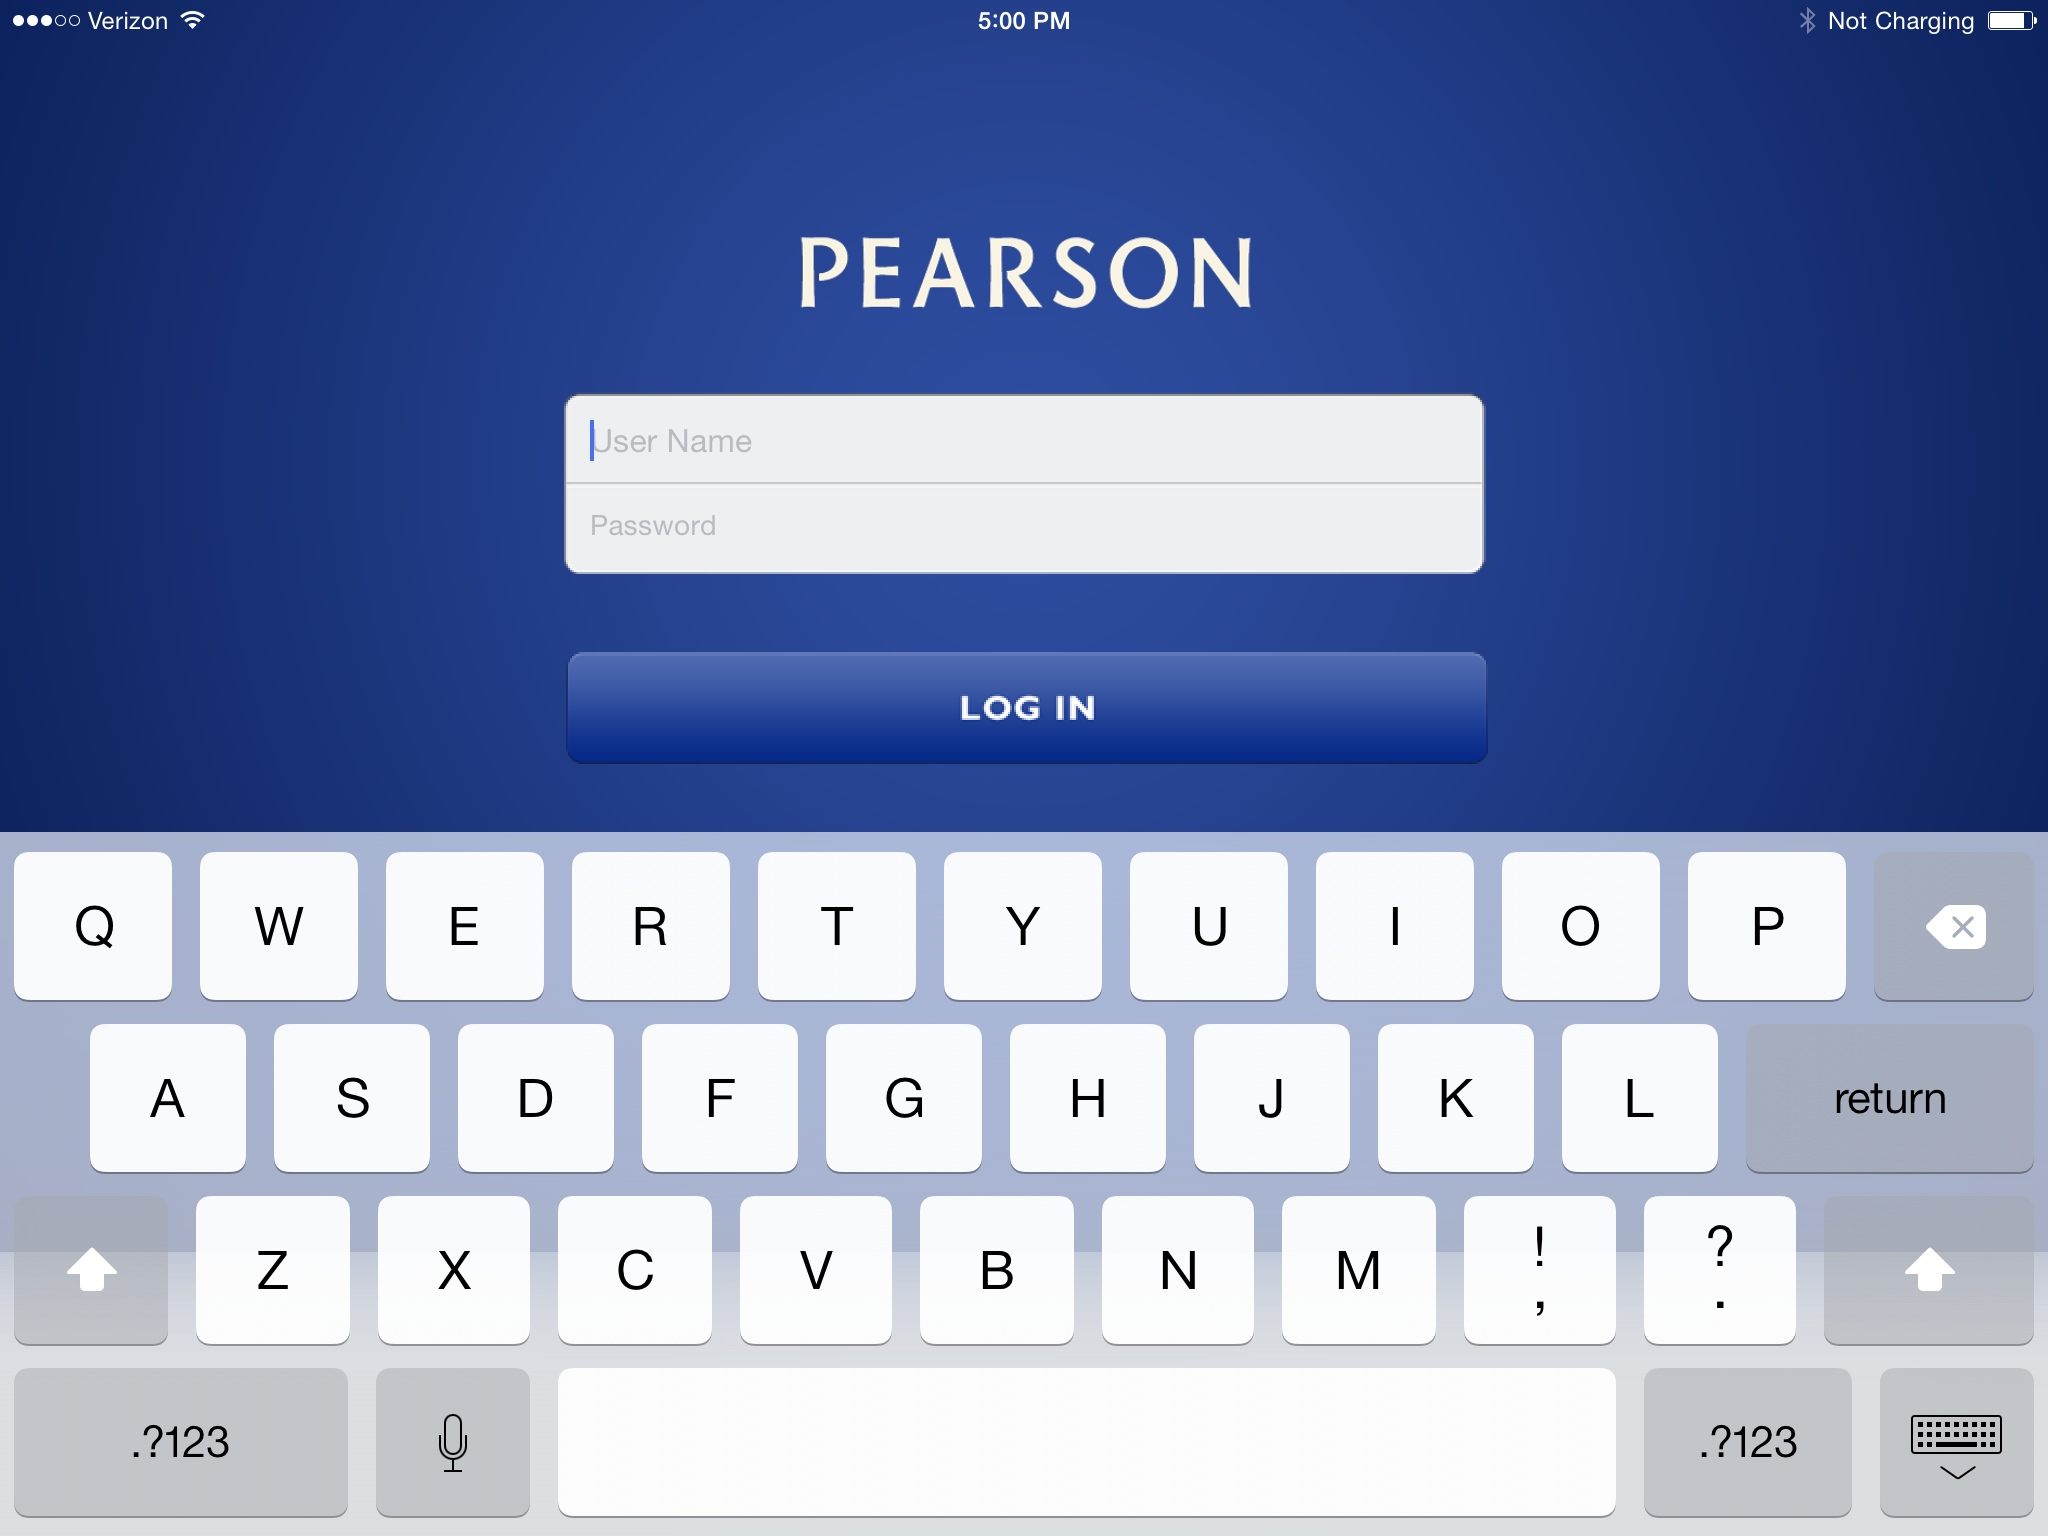 Verizon 5:00 PM Not Charging
PEARSON
User Name
Password
LOG IN
Q W E R T Y U I O P
A S D F G H J K L return
Z X C V B N M ! , ? .
.?123 .?123